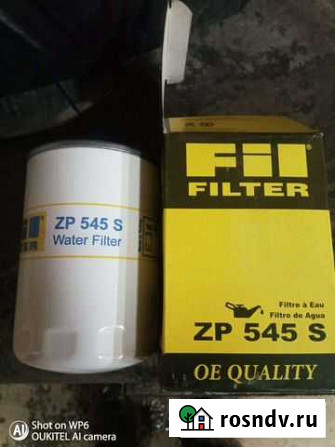 FIL
FILTER
Filtre à Eau
Filtro de Agua
ZP 545 S
OE QUALITY
ZP 545 S
Water Filter
Shot on WP6
OUKITEL AI camera
rosndv.ru